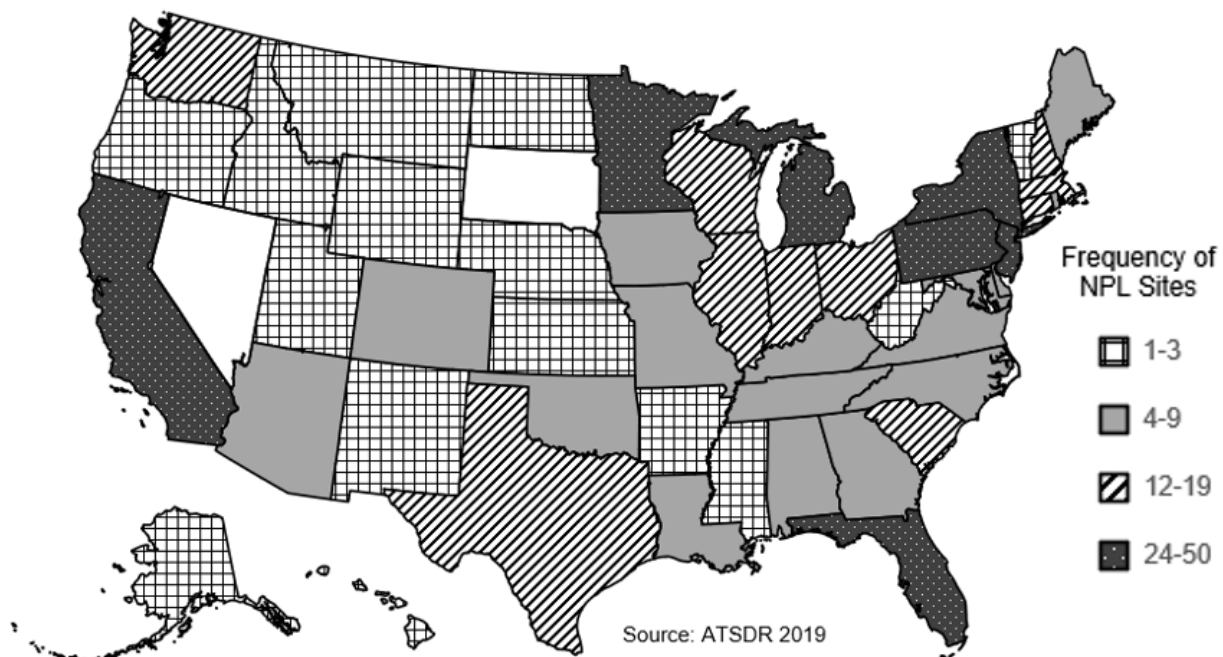 Frequency of
NPL Sites
1-3
4-9
12-19
24-50
Source: ATSDR 2019